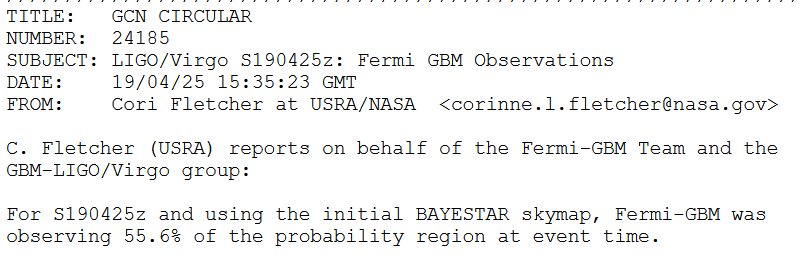 TITLE:   GCN CIRCULAR
NUMBER:  24185
SUBJECT: LIGO/Virgo S190425z: Fermi GBM Observations
DATE:    19/04/25 15:35:23 GMT
FROM:    Cori Fletcher at USRA/NASA  <corinne.l.fletcher@nasa.gov>
C. Fletcher (USRA) reports on behalf of the Fermi-GBM Team and the
GBM-LIGO/Virgo group:
For S190425z and using the initial BAYESTAR skymap, Fermi-GBM was
observing 55.6% of the probability region at event time.